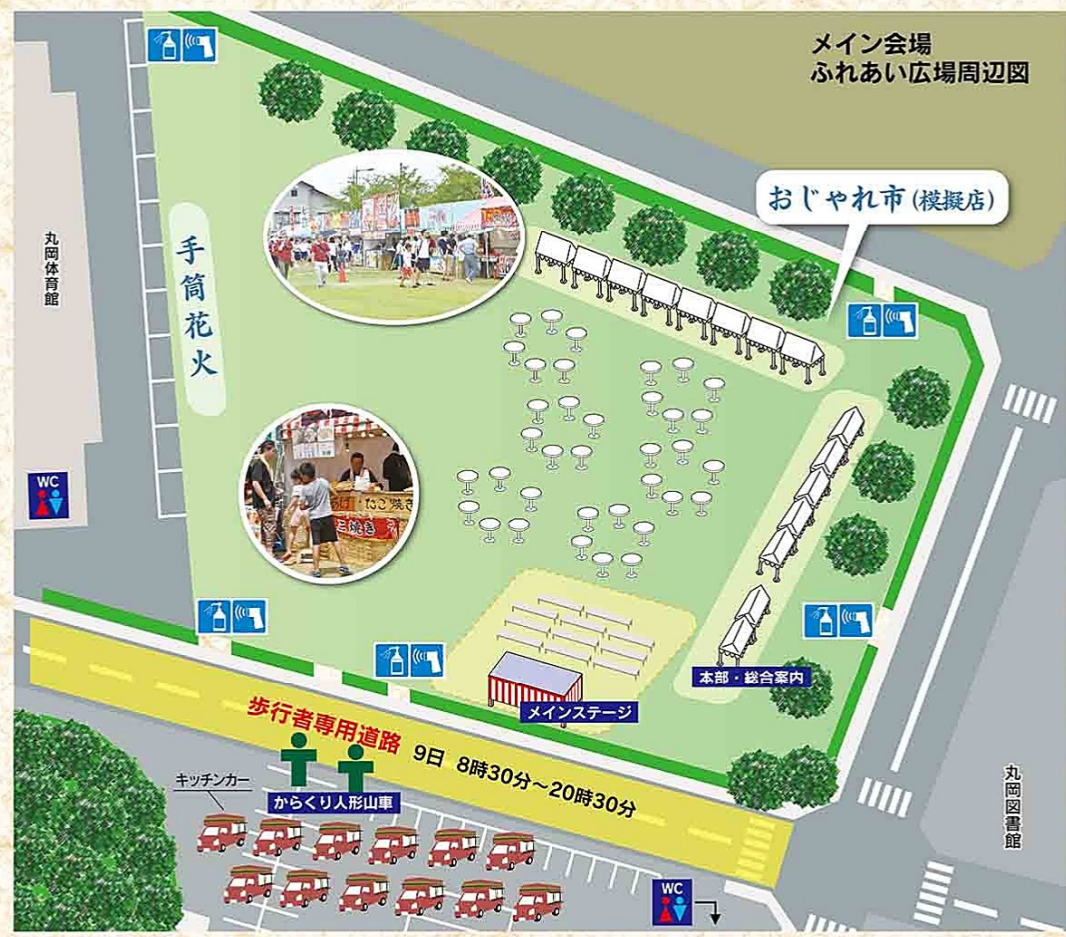 メイン会場
ふれあい広場周辺図
おじゃれ市(模擬店)
丸岡体育館
手筒花火
たこ焼き
WC
本部・総合案内
メインステージ
歩行者専用道路 9日 8時30分〜20時30分
キッチンカー
からくり人形山車
丸岡図書館
WC